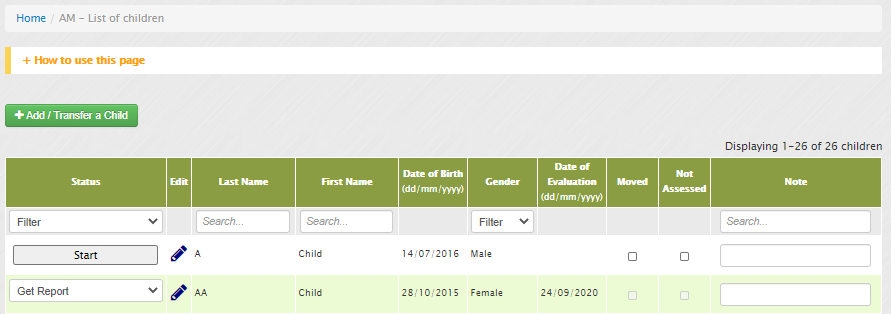 Home / AM - List of children
+ How to use this page
+ Add / Transfer a Child
Displaying 1-26 of 26 children
Status Edit Last Name First Name Date of Birth (dd/mm/yyyy) Gender Date of Evaluation (dd/mm/yyyy) Moved Not Assessed Note
Filter Search... Search... Filter Search...
Start A Child 14/07/2016 Male
Get Report AA Child 28/10/2015 Female 24/09/2020